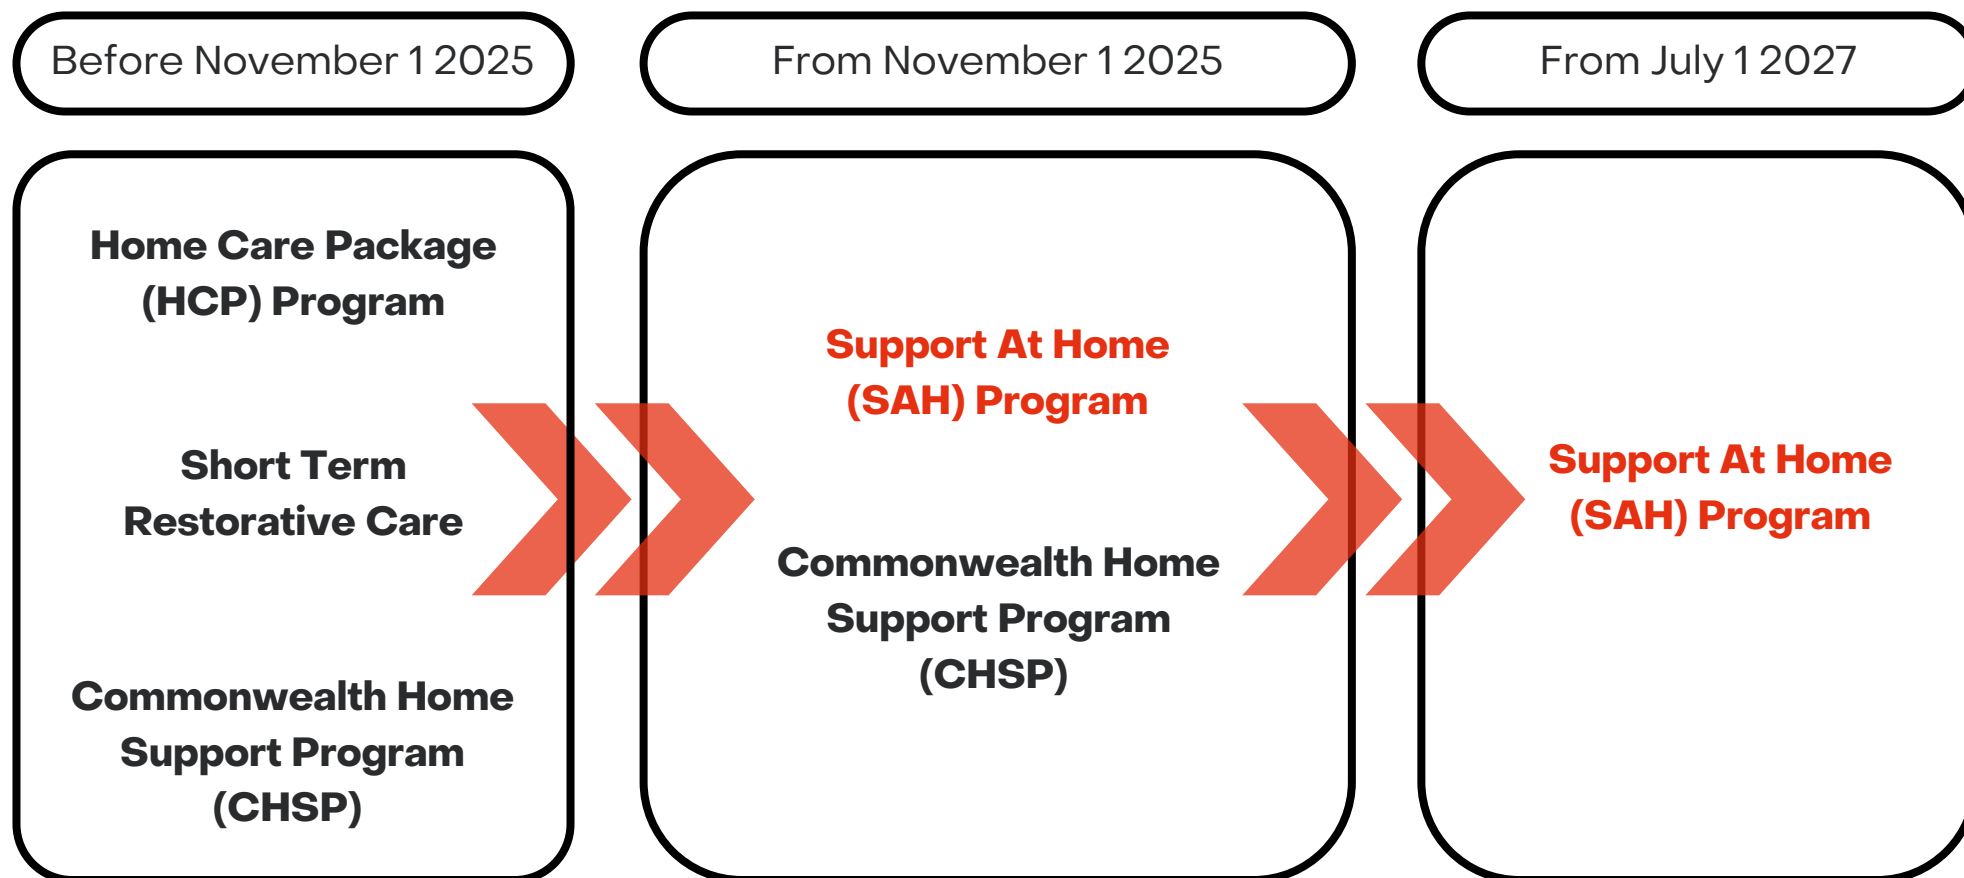 Before November 1 2025
From November 1 2025
From July 1 2027
Home Care Package
(HCP) Program
Short Term
Restorative Care
Commonwealth Home
Support Program
(CHSP)
Support At Home
(SAH) Program
Commonwealth Home
Support Program
(CHSP)
Support At Home
(SAH) Program